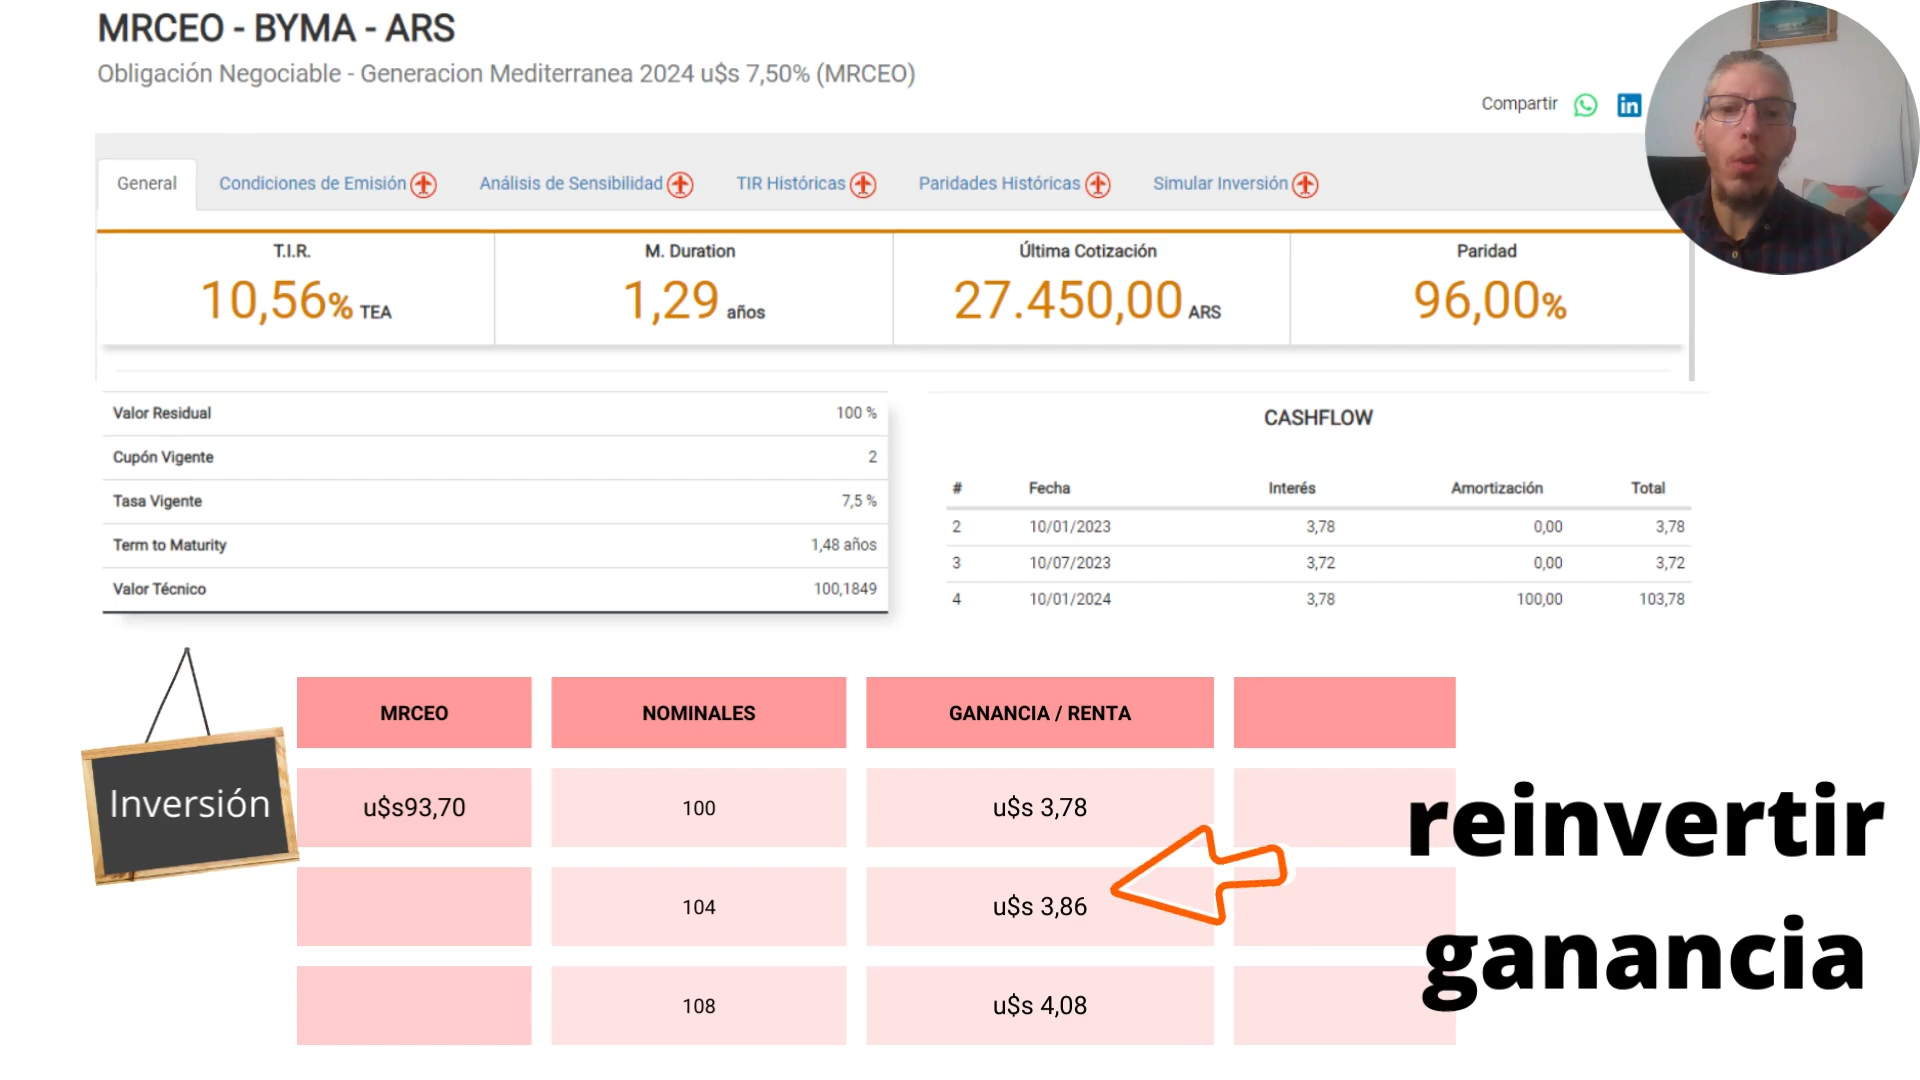 MRCEO - BYMA - ARS
Obligación Negociable - Generacion Mediterranea 2024 u$s 7,50% (MRCEO)
Compartir
in
General
Condiciones de Emisión
Análisis de Sensibilidad
TIR Históricas
Paridades Históricas
Simular Inversión
T.I.R. M. Duration Última Cotización Paridad
10,56% TEA 1,29 años 27.450,00 ARS 96,00%
Valor Residual 100 %
Cupón Vigente 2
Tasa Vigente 7,5 %
Term to Maturity 1,48 años
Valor Técnico 100,1849
CASHFLOW
# Fecha Interés Amortización Total
2 10/01/2023 3,78 0,00 3,78
3 10/07/2023 3,72 0,00 3,72
4 10/01/2024 3,78 100,00 103,78
Inversión
MRCEO NOMINALES GANANCIA / RENTA
u$s93,70 100 u$s 3,78
104 u$s 3,86
108 u$s 4,08
reinvertir
ganancia